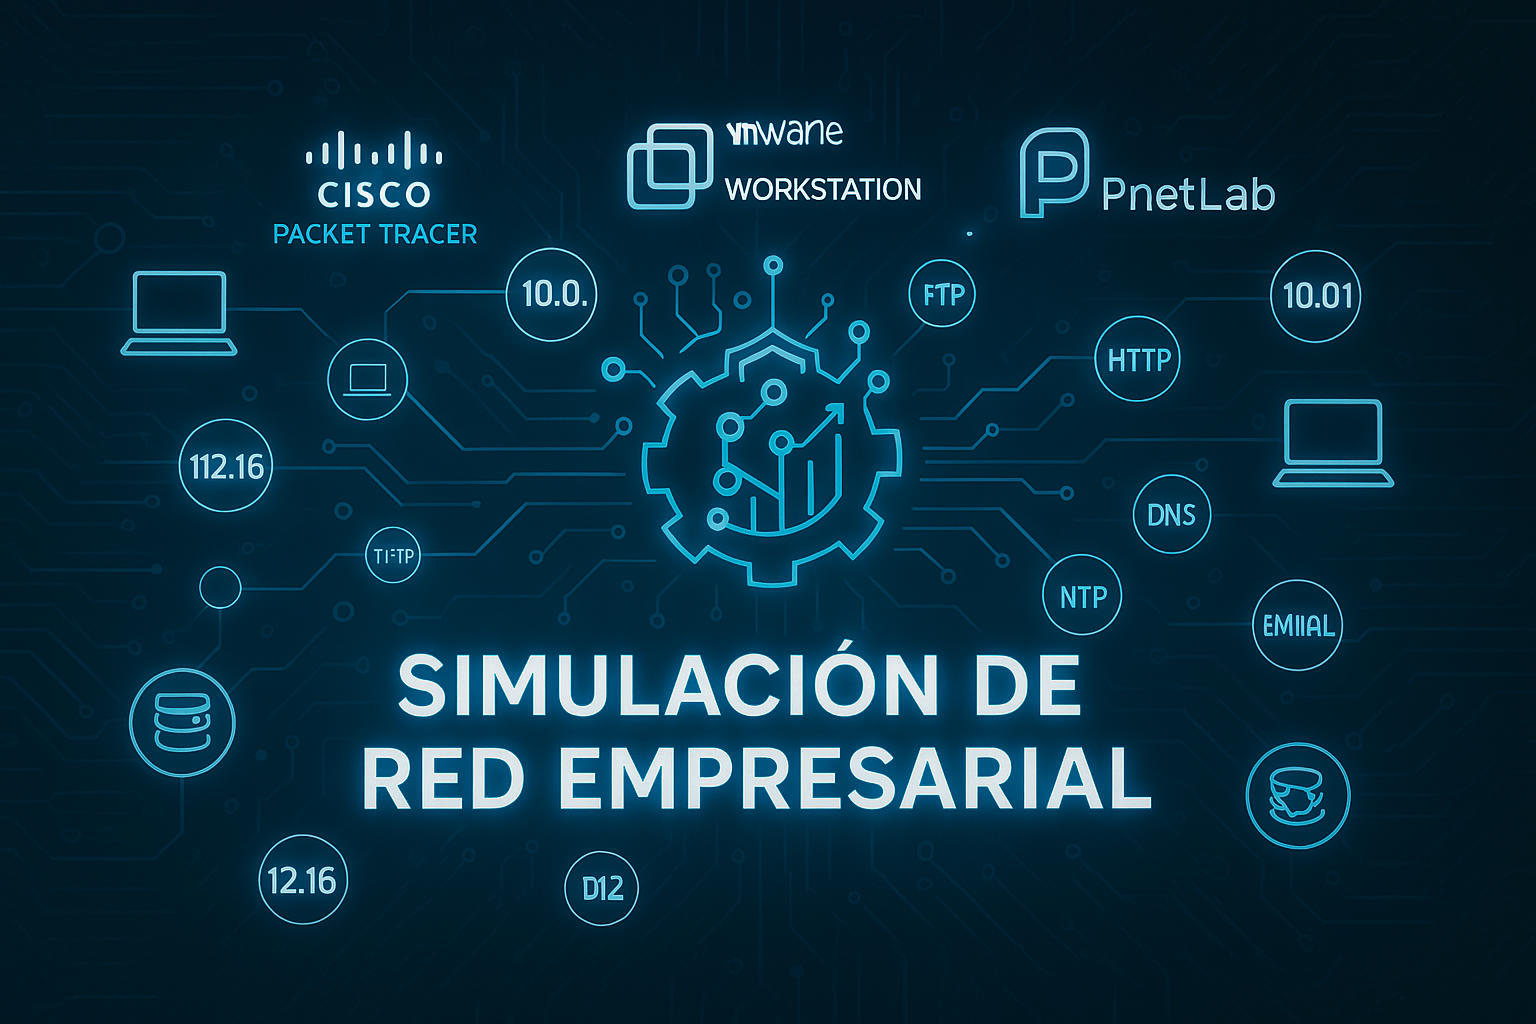 CISCO
PACKET TRACER
vmwane
WORKSTATION
PnetLab
10.0.
FTP
10.01
HTTP
112.16
DNS
TFTP
NTP
EMIIAL
SIMULACIÓN DE
RED EMPRESARIAL
12.16
D12